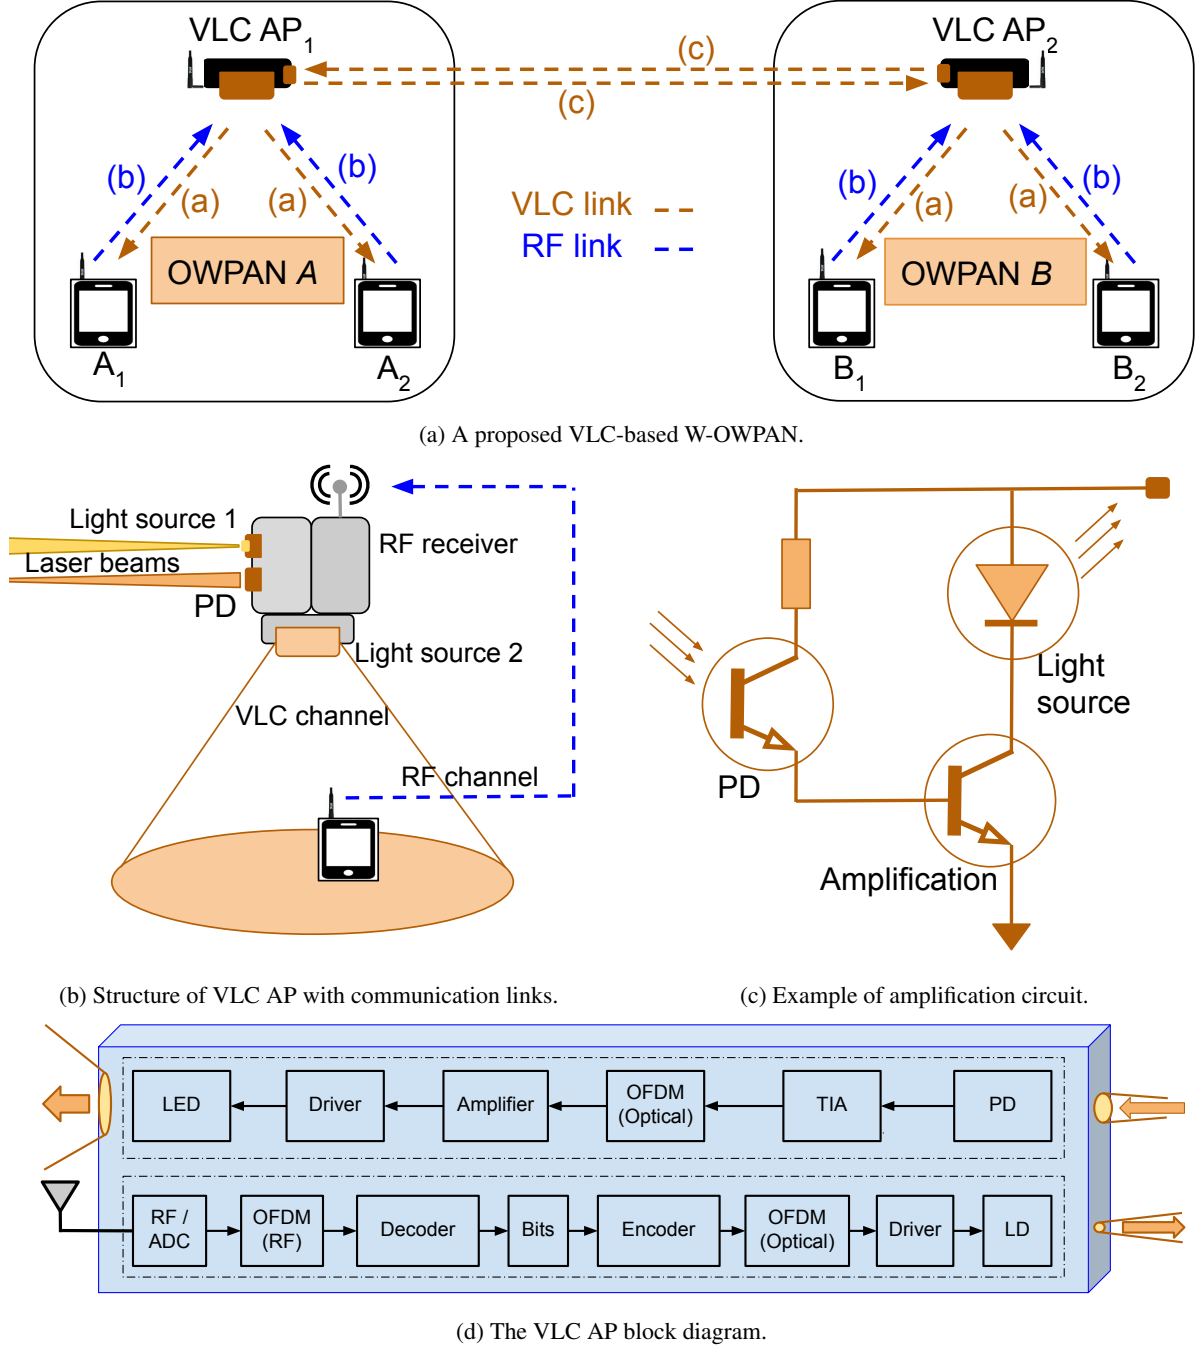 VLC AP1
VLC AP2
(c)
(c)
(b)
(b)
(a)
(a)
(b)
(b)
(a)
(a)
VLC link
RF link
OWPAN A
OWPAN B
A1
A2
B1
B2
(a) A proposed VLC-based W-OWPAN.
Light source 1
Laser beams
PD
RF receiver
Light source 2
VLC channel
RF channel
(b) Structure of VLC AP with communication links.
PD
Light
source
Amplification
(c) Example of amplification circuit.
LED
Driver
Amplifier
OFDM
(Optical)
TIA
PD
RF /
ADC
OFDM
(RF)
Decoder
Bits
Encoder
OFDM
(Optical)
Driver
LD
(d) The VLC AP block diagram.